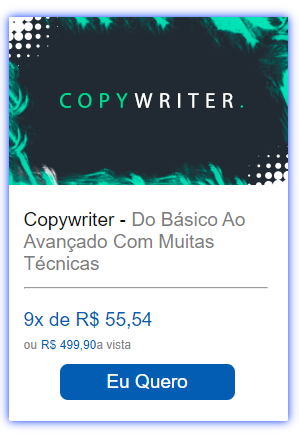 COPYWRITER.
Copywriter - Do Básico Ao
Avançado Com Muitas
Técnicas
9x de R$ 55,54
ou R$ 499,90a vista
Eu Quero